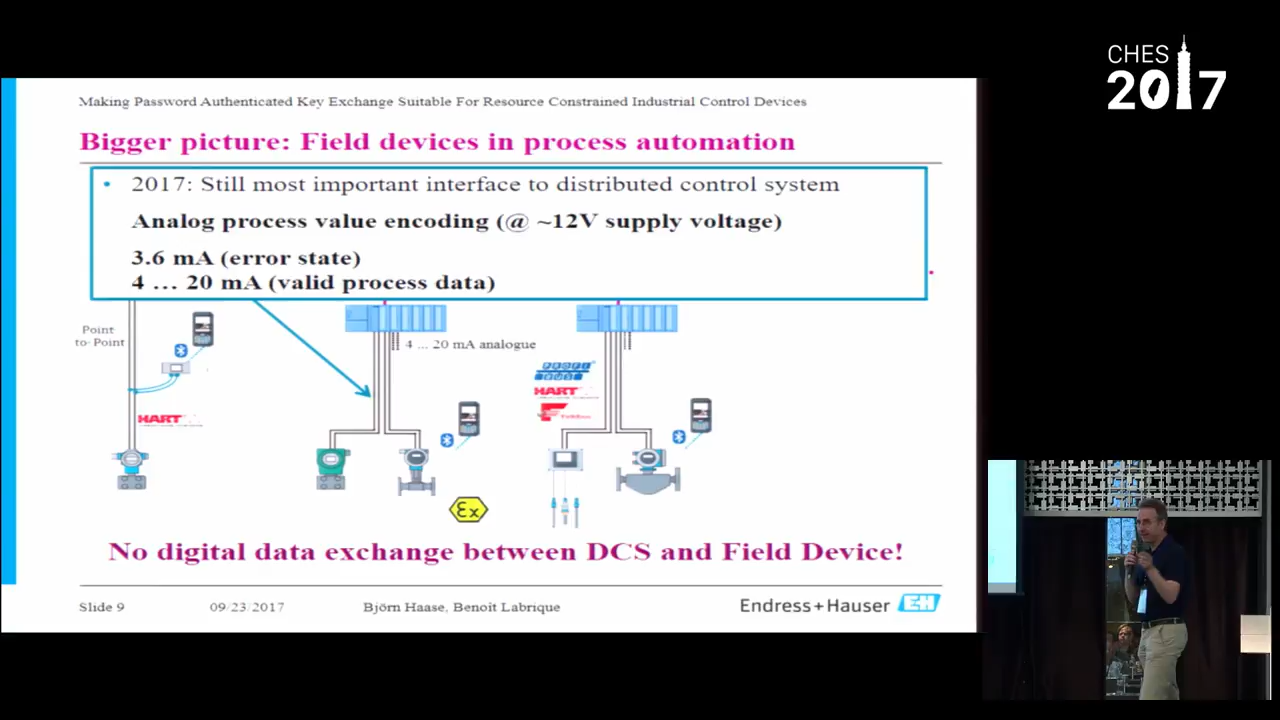 CHES
2017
Making Password Authenticated Key Exchange Suitable For Resource Constrained Industrial Control Devices
Bigger picture: Field devices in process automation
• 2017: Still most important interface to distributed control system
Analog process value encoding (@ ~12V supply voltage)
3.6 mA (error state)
4 … 20 mA (valid process data)
Point-
to-Point
4 ... 20 mA analogue
PROFI
BUS
HART
HART
Ex
No digital data exchange between DCS and Field Device!
Slide 9 09/23/2017 Björn Haase, Benoit Labrique Endress+Hauser EH